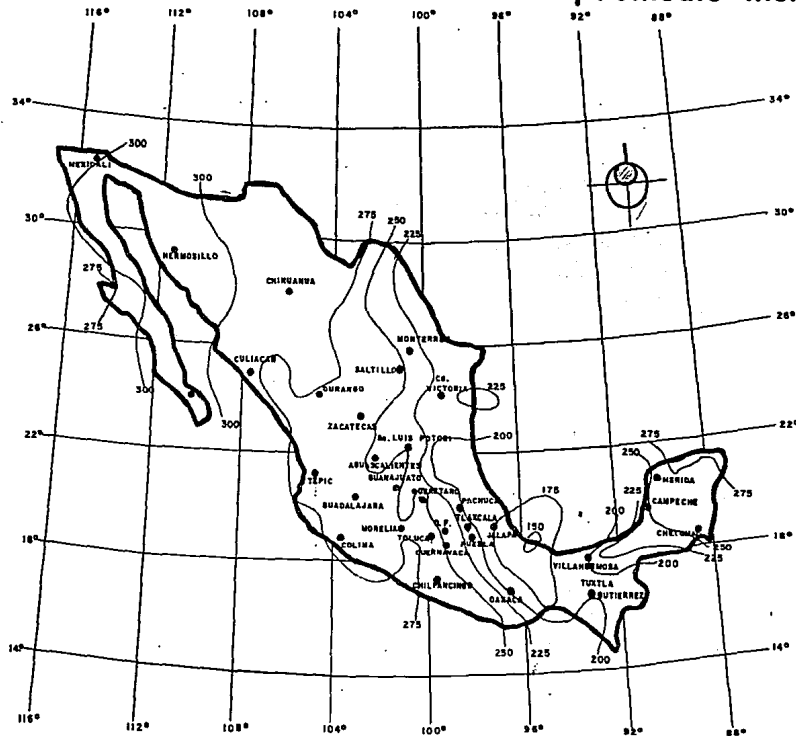 116° 112° 108° 104° 100° 96° 92° 88°
34° 34°
300
MEXICALI
300
30° 30°
275 250 225
HERMOSILLO
275
CHIHUAHUA
275
26° 26°
MONTERREY
CULIACAN
SALTILLO
CD.
VICTORIA
225
300
DURANGO
300
ZACATECAS
22° 22°
Sn. LUIS POTOSI
200
275
250
AGUASCALIENTES
TEPIC
GUANAJUATO
MERIDA
QUERETARO
175
225
275
GUADALAJARA
PACHUCA
CAMPECHE
TLAXCALA
200
18° 18°
MORELIA
D.F.
JALAPA
150
CHETUMAL
COLIMA
TOLUCA
PUEBLA
250
CUERNAVACA
VILLAHERMOSA
225
200
CHILPANCINGO
TUXTLA
OAXACA
GUTIERREZ
275
14° 14°
250 225 200
116° 112° 108° 104° 100° 96° 92° 88°